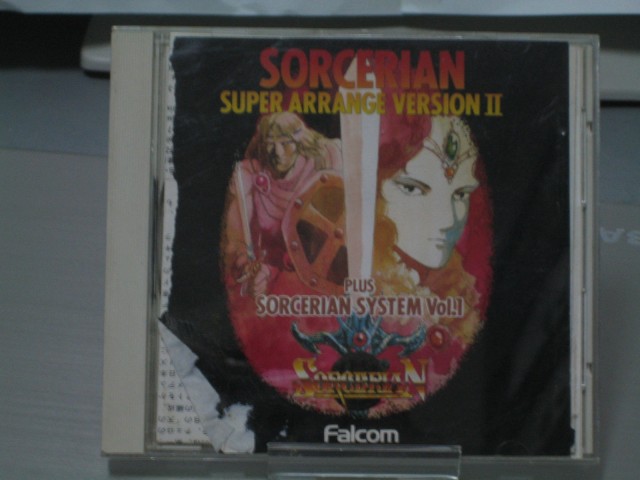 SORCERIAN
SUPER ARRANGE VERSION II
PLUS
SORCERIAN SYSTEM Vol.1
SORCERIAN
Falcom